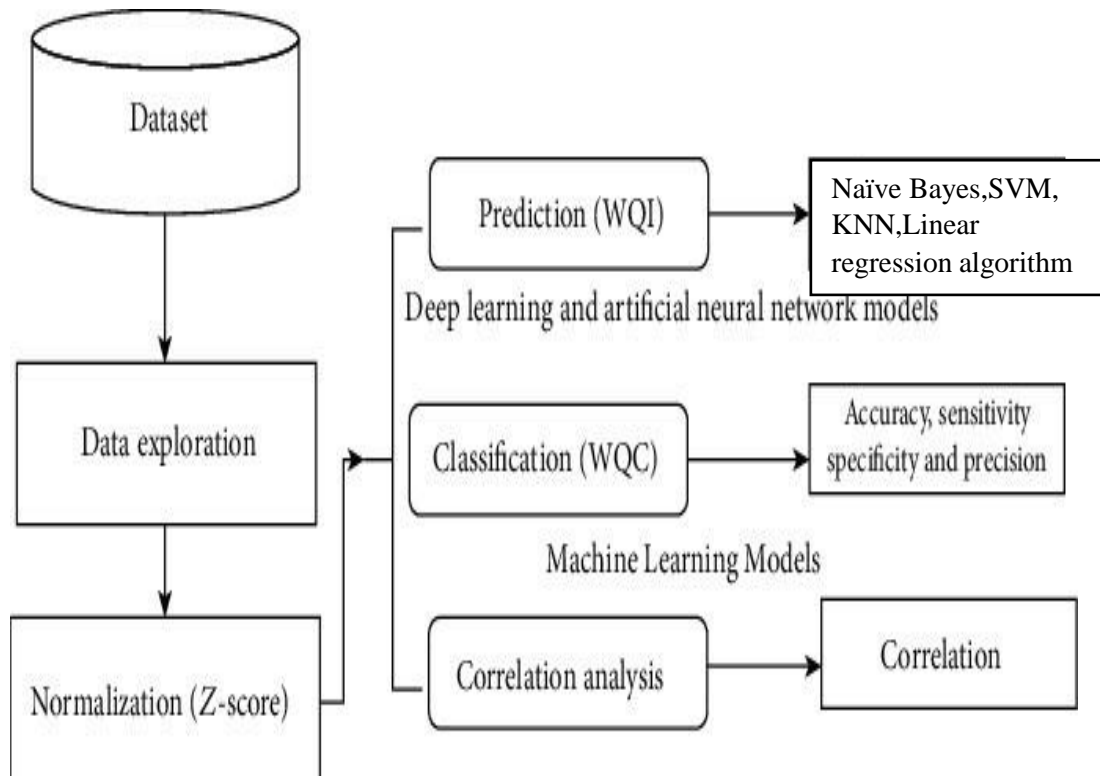 Dataset
Data exploration
Normalization (Z-score)
Prediction (WQI)
Naïve Bayes,SVM,
KNN,Linear
regression algorithm
Deep learning and artificial neural network models
Classification (WQC)
Accuracy, sensitivity
specificity and precision
Machine Learning Models
Correlation analysis
Correlation